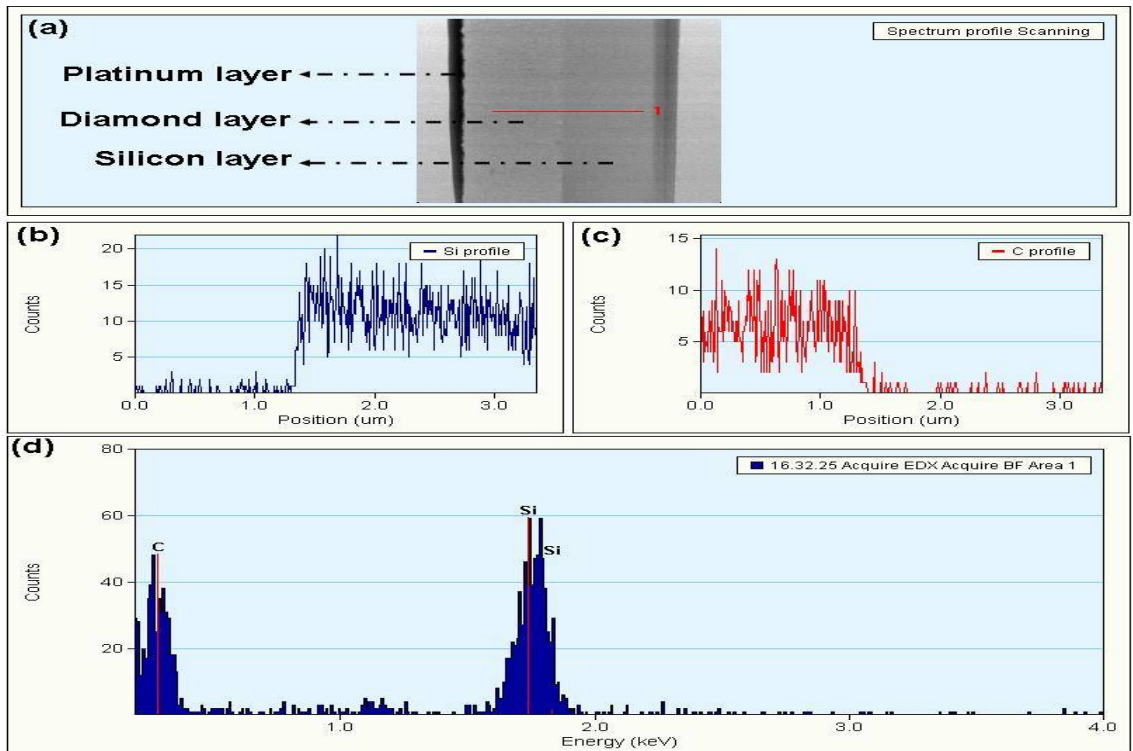 (a)
Spectrum profile Scanning
Platinum layer
Diamond layer
Silicon layer
1
(b)
Si profile
20
15
10
5
Counts
0.0 1.0 2.0 3.0
Position (um)
(c)
C profile
15
10
5
Counts
0.0 1.0 2.0 3.0
Position (um)
(d)
16.32.25 Acquire EDX Acquire BF Area 1
80
60
40
20
Counts
C
Si
Si
1.0 2.0 3.0 4.0
Energy (keV)